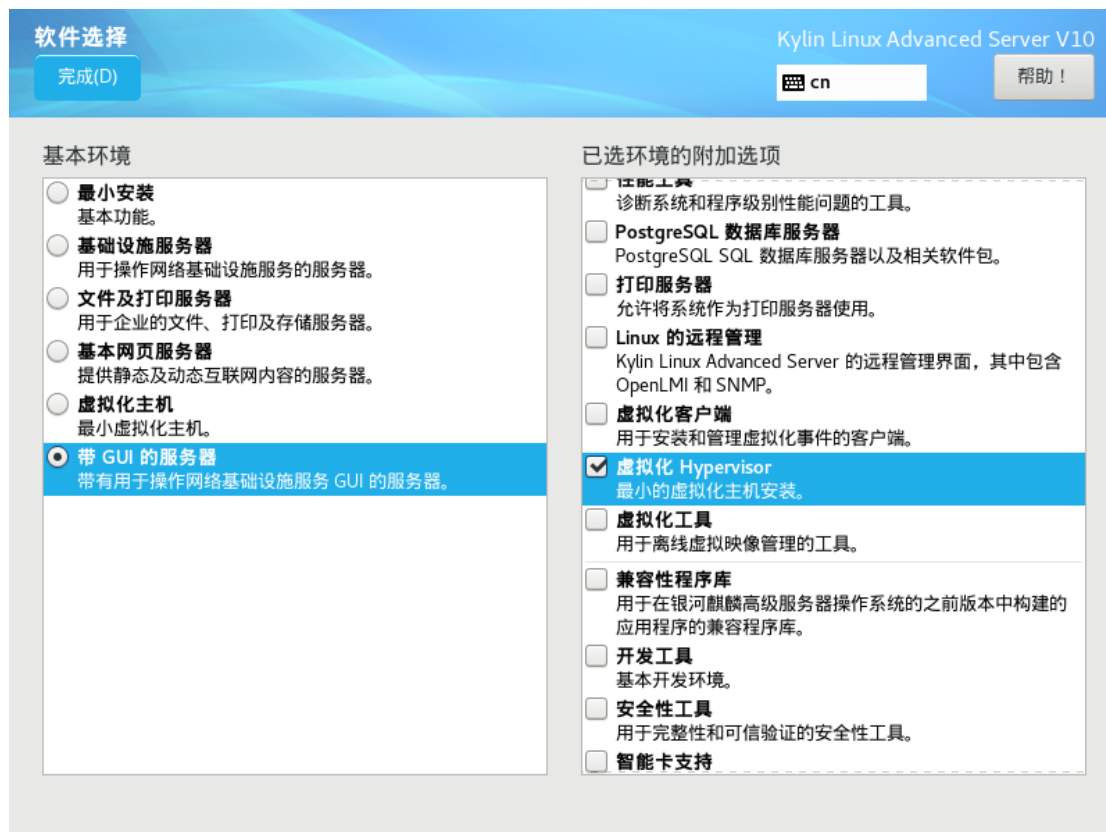 软件选择
Kylin Linux Advanced Server V10
完成(D)
cn
帮助！
基本环境
最小安装
基本功能。
基础设施服务器
用于操作网络基础设施服务的服务器。
文件及打印服务器
用于企业的文件、打印及存储服务器。
基本网页服务器
提供静态及动态互联网内容的服务器。
虚拟化主机
最小虚拟化主机。
带 GUI 的服务器
带有用于操作网络基础设施服务 GUI 的服务器。
已选环境的附加选项
性能工具
诊断系统和程序级别性能问题的工具。
PostgreSQL 数据库服务器
PostgreSQL SQL 数据库服务器以及相关软件包。
打印服务器
允许将系统作为打印服务器使用。
Linux 的远程管理
Kylin Linux Advanced Server 的远程管理界面，其中包含
OpenLMI 和 SNMP。
虚拟化客户端
用于安装和管理虚拟化事件的客户端。
虚拟化 Hypervisor
最小的虚拟化主机安装。
虚拟化工具
用于离线虚拟映像管理的工具。
兼容性程序库
用于在银河麒麟高级服务器操作系统的之前版本中构建的
应用程序的兼容程序库。
开发工具
基本开发环境。
安全性工具
用于完整性和可信验证的安全性工具。
智能卡支持